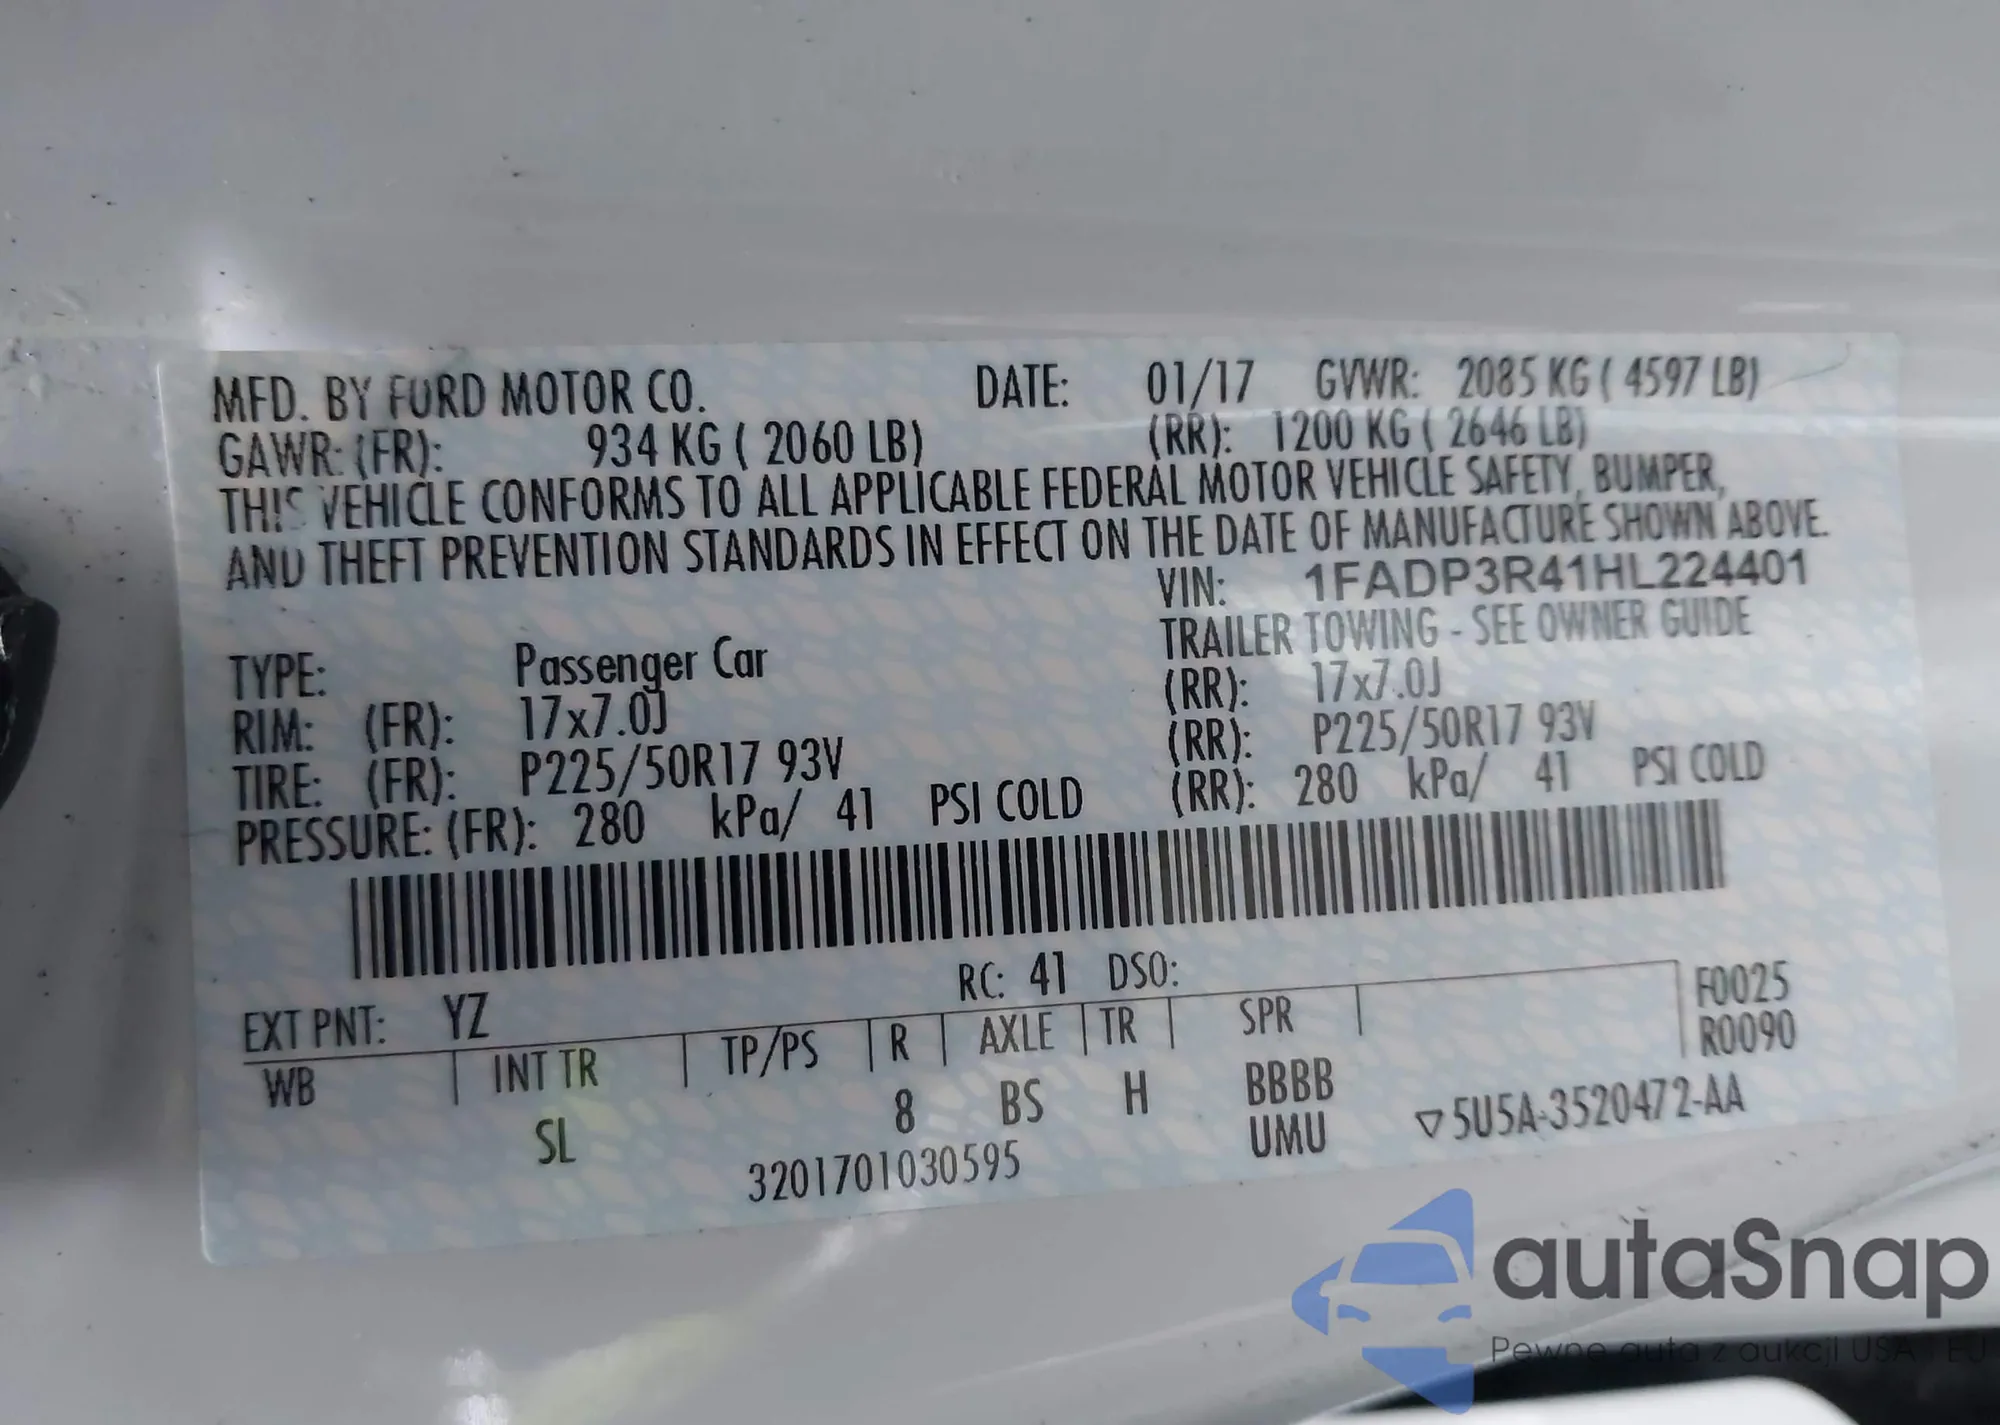 MFD. BY FORD MOTOR CO. DATE: 01/17 GVWR: 2085 KG ( 4597 LB)
GAWR: (FR): 934 KG ( 2060 LB) (RR): 1200 KG ( 2646 LB)
THIS VEHICLE CONFORMS TO ALL APPLICABLE FEDERAL MOTOR VEHICLE SAFETY, BUMPER,
AND THEFT PREVENTION STANDARDS IN EFFECT ON THE DATE OF MANUFACTURE SHOWN ABOVE.
VIN: 1FADP3R41HL224401
TRAILER TOWING - SEE OWNER GUIDE
TYPE: Passenger Car
RIM: (FR): 17x7.0J (RR): 17x7.0J
TIRE: (FR): P225/50R17 93V (RR): P225/50R17 93V
PRESSURE: (FR): 280 kPa/ 41 PSI COLD (RR): 280 kPa/ 41 PSI COLD
EXT PNT: YZ RC: 41 DSO: F0025
WB INT TR TP/PS R AXLE TR SPR R0090
SL 8 BS H BBBB
UMU ▽5U5A-3520472-AA
3201701030595
autaSnap
Pewne auta z aukcji USA i EU